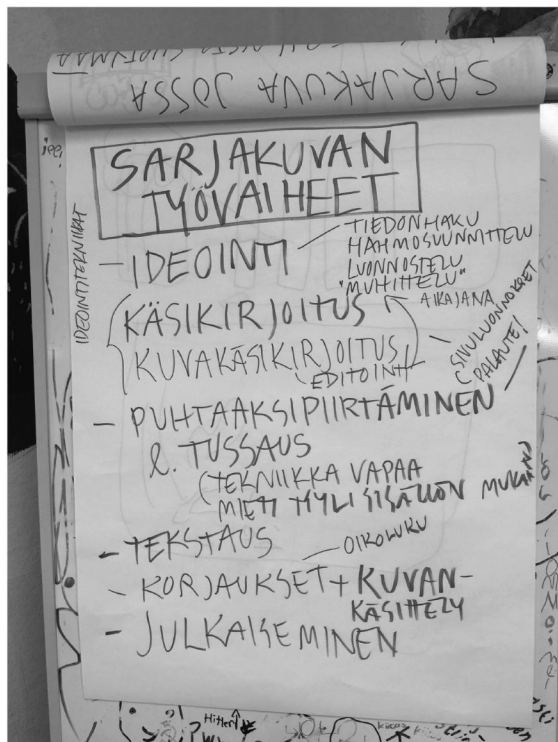 SARJAKUVA JOSSA
SARJAKUVAN
TYÖVAIHEET
IDEOINTITEKNIIKAT
- IDEOINTI
TIEDONHAKU
HAHMOSUUNNITTELU
LUONNOSTELU
"MUHITTELU"
AIKAJANA
KÄSIKIRJOITUS
KUVAKÄSIKIRJOITUS
EDITOINTI
SIVULUONNOKSET
PALAUTE!
- PUHTAAKSIPIIRTÄMINEN
& TUSSAUS
(TEKNIIKKA VAPAA
MIETI TYYLI SISÄLLÖN MUKAAN
- TEKSTAUS
- OIKOLUKU
- KORJAUKSET + KUVAN-
KÄSITTELY
- JULKAISEMINEN
Hitler